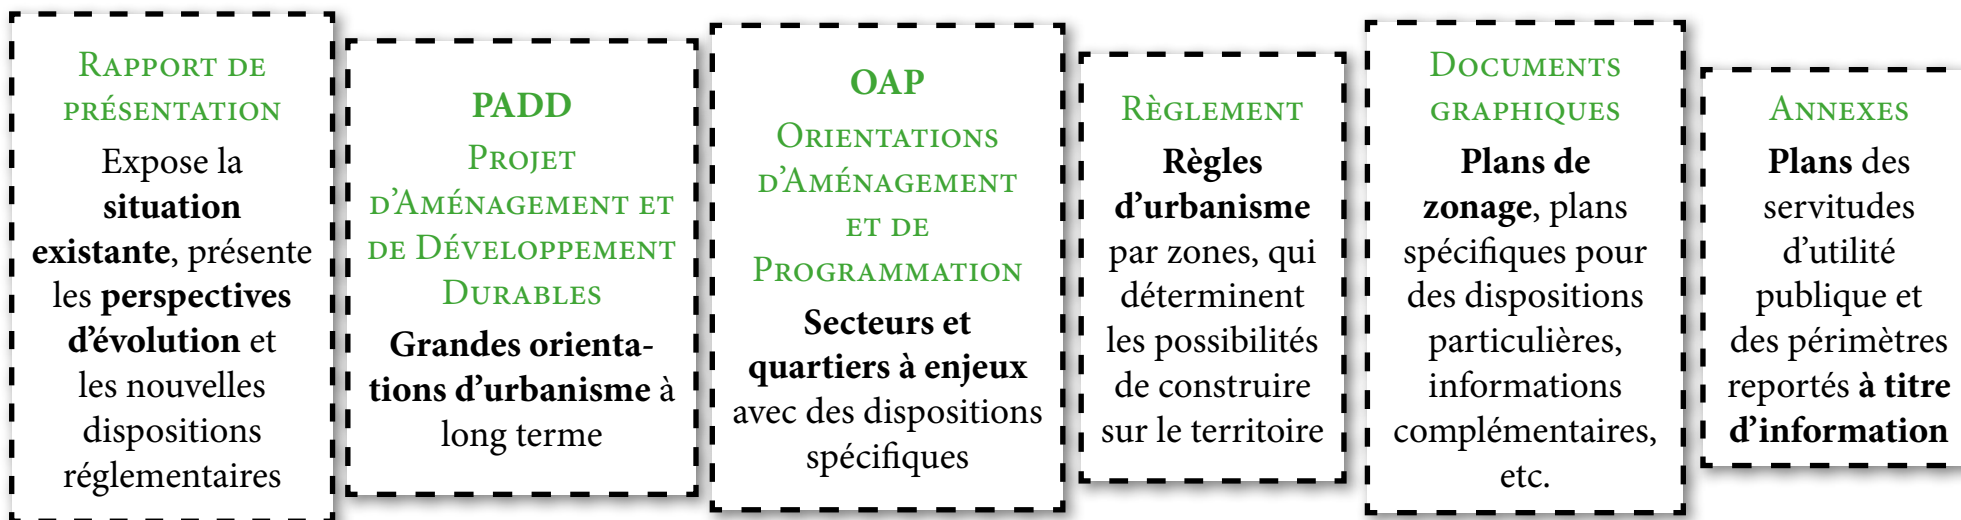 Rapport de
présentation
Expose la
situation
existante, présente
les perspectives
d'évolution et
les nouvelles
dispositions
réglementaires
PADD
Projet
d'Aménagement et
de Développement
Durables
Grandes orienta-
tions d'urbanisme à
long terme
OAP
Orientations
d'Aménagement
et de
Programmation
Secteurs et
quartiers à enjeux
avec des dispositions
spécifiques
Règlement
Règles
d'urbanisme
par zones, qui
déterminent
les possibilités
de construire
sur le territoire
Documents
graphiques
Plans de
zonage, plans
spécifiques pour
des dispositions
particulières,
informations
complémentaires,
etc.
Annexes
Plans des
servitudes
d'utilité
publique et
des périmètres
reportés à titre
d'information